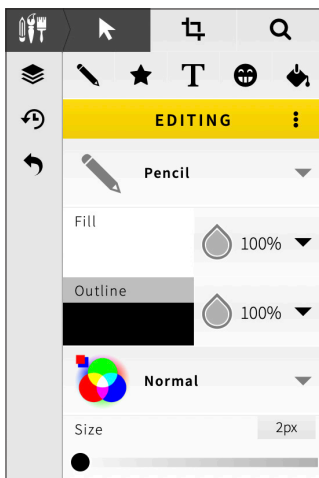 T
EDITING
Pencil
Fill
100%
Outline
100%
Normal
Size
2px